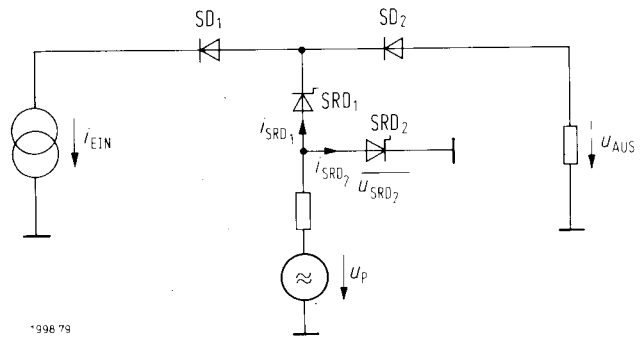 SD1
SD2
SRD1
iEIN
iSRD1
SRD2
iSRD2
uSRD2
uAUS
≈
uP
1998 79